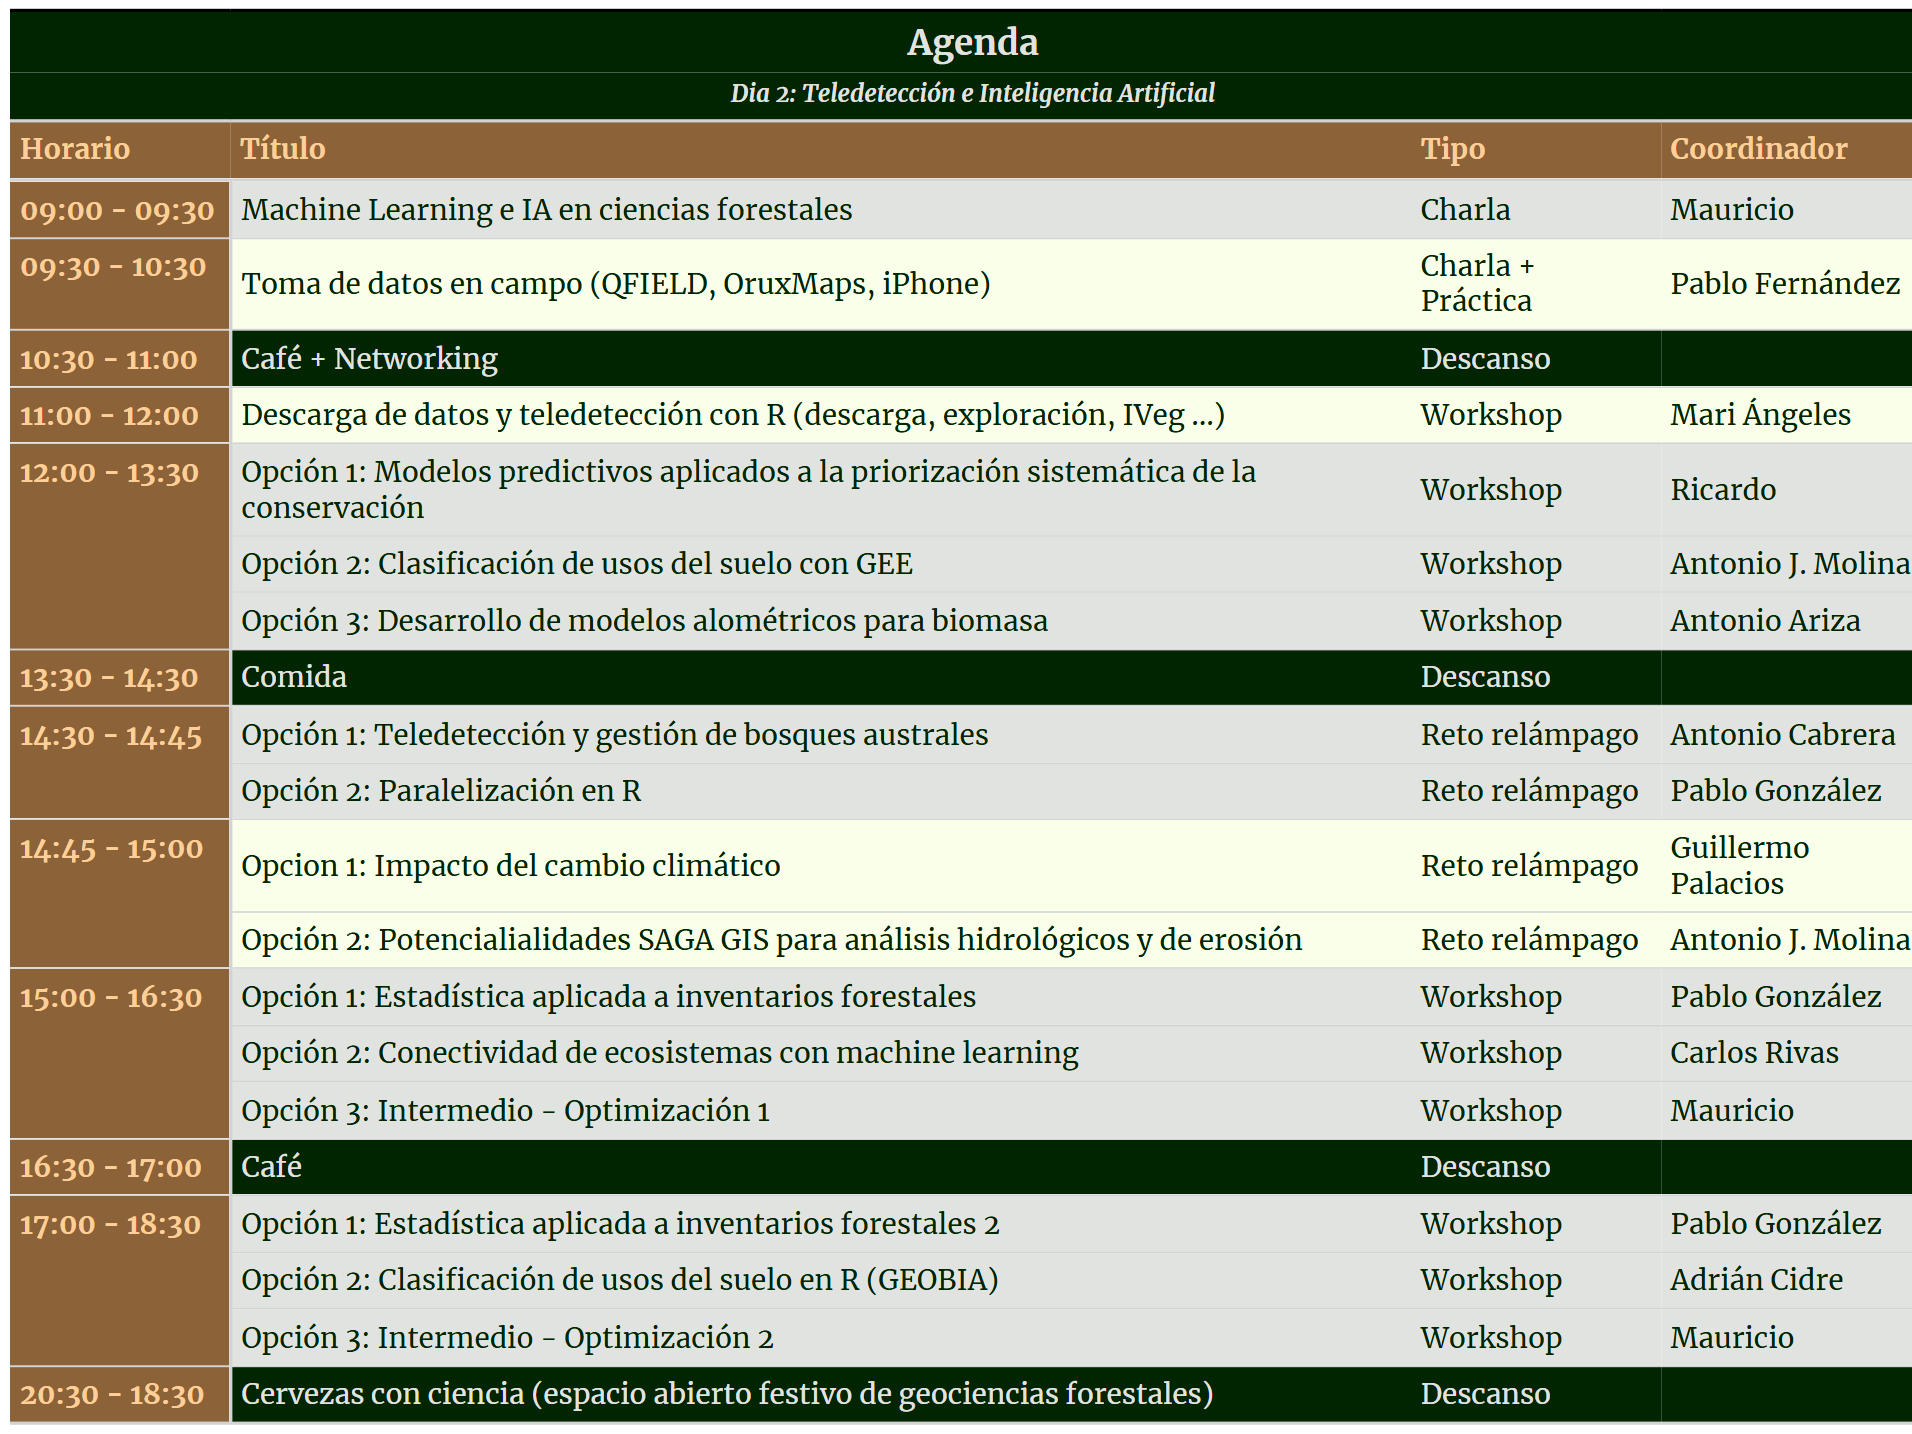 Agenda
Dia 2: Teledetección e Inteligencia Artificial
Horario Título Tipo Coordinador
09:00 - 09:30 Machine Learning e IA en ciencias forestales Charla Mauricio
09:30 - 10:30 Toma de datos en campo (QFIELD, OruxMaps, iPhone) Charla +
Práctica Pablo Fernández
10:30 - 11:00 Café + Networking Descanso
11:00 - 12:00 Descarga de datos y teledetección con R (descarga, exploración, IVeg ...) Workshop Mari Ángeles
12:00 - 13:30 Opción 1: Modelos predictivos aplicados a la priorización sistemática de la
conservación Workshop Ricardo
Opción 2: Clasificación de usos del suelo con GEE Workshop Antonio J. Molina
Opción 3: Desarrollo de modelos alométricos para biomasa Workshop Antonio Ariza
13:30 - 14:30 Comida Descanso
14:30 - 14:45 Opción 1: Teledetección y gestión de bosques australes Reto relámpago Antonio Cabrera
Opción 2: Paralelización en R Reto relámpago Pablo González
14:45 - 15:00 Opcion 1: Impacto del cambio climático Reto relámpago Guillermo
Palacios
Opción 2: Potencialialidades SAGA GIS para análisis hidrológicos y de erosión Reto relámpago Antonio J. Molina
15:00 - 16:30 Opción 1: Estadística aplicada a inventarios forestales Workshop Pablo González
Opción 2: Conectividad de ecosistemas con machine learning Workshop Carlos Rivas
Opción 3: Intermedio - Optimización 1 Workshop Mauricio
16:30 - 17:00 Café Descanso
17:00 - 18:30 Opción 1: Estadística aplicada a inventarios forestales 2 Workshop Pablo González
Opción 2: Clasificación de usos del suelo en R (GEOBIA) Workshop Adrián Cidre
Opción 3: Intermedio - Optimización 2 Workshop Mauricio
20:30 - 18:30 Cervezas con ciencia (espacio abierto festivo de geociencias forestales) Descanso